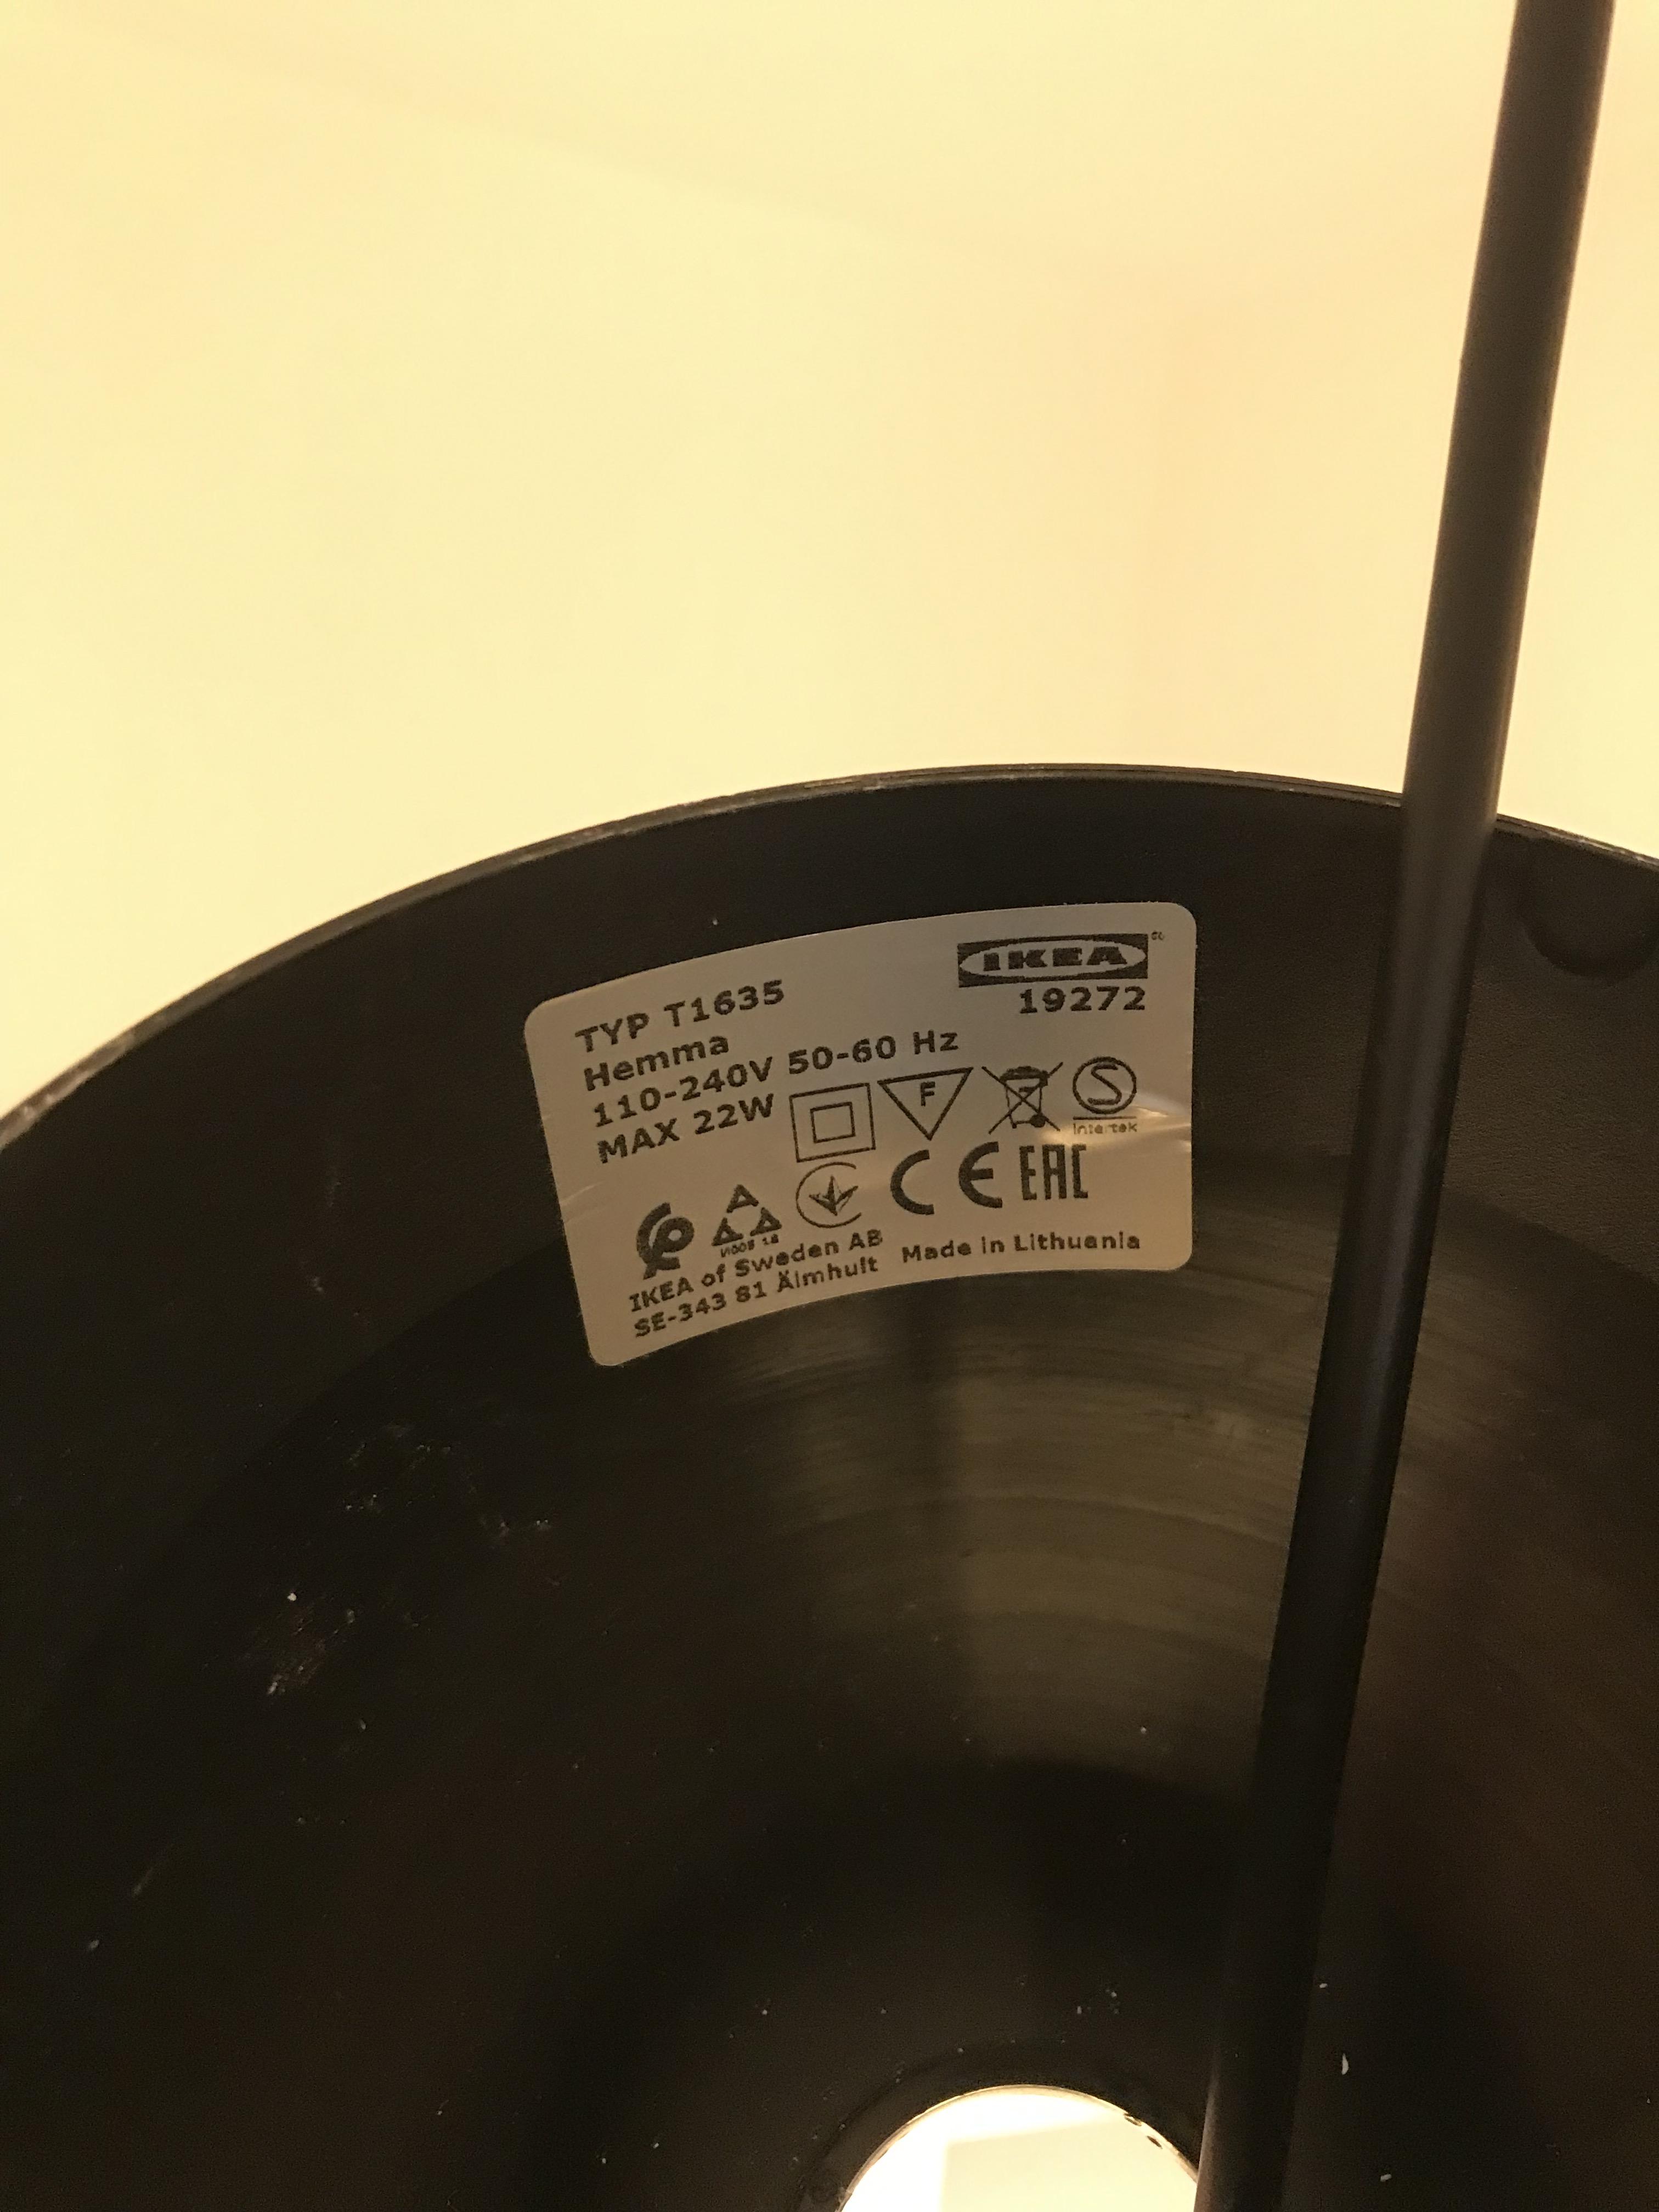 TYP T1635
IKEA
19272
Hemma
110-240V 50-60 Hz
MAX 22W
F
S
Intertek
CE EAC
IKEA of Sweden AB
SE-343 81 Älmhult
Made in Lithuania